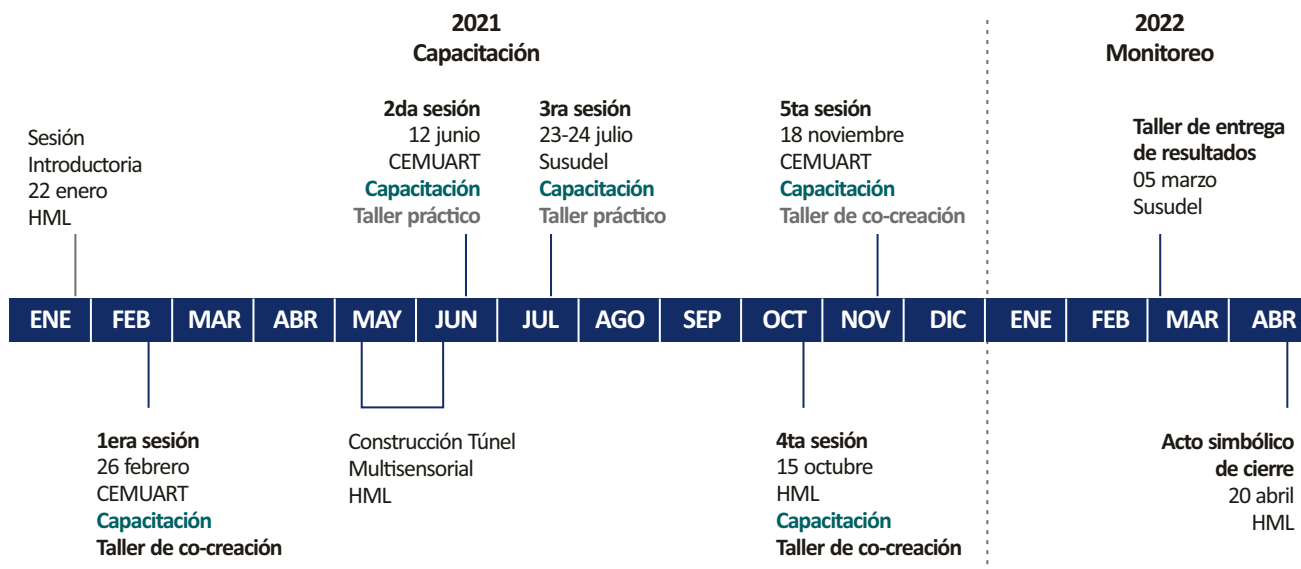 2021
Capacitación
2022
Monitoreo
Sesión
Introductoria
22 enero
HML
2da sesión
12 junio
CEMUART
Capacitación
Taller práctico
3ra sesión
23-24 julio
Susudel
Capacitación
Taller práctico
5ta sesión
18 noviembre
CEMUART
Capacitación
Taller de co-creación
Taller de entrega
de resultados
05 marzo
Susudel
ENE FEB MAR ABR MAY JUN JUL AGO SEP OCT NOV DIC ENE FEB MAR ABR
1era sesión
26 febrero
CEMUART
Capacitación
Taller de co-creación
Construcción Túnel
Multisensorial
HML
4ta sesión
15 octubre
HML
Capacitación
Taller de co-creación
Acto simbólico
de cierre
20 abril
HML